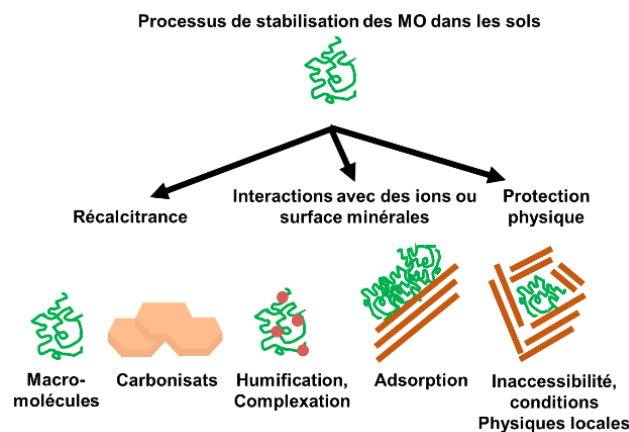 Processus de stabilisation des MO dans les sols
Récalcitrance
Interactions avec des ions ou
surface minérales
Protection
physique
Macro-
molécules
Carbonisats
Humification,
Complexation
Adsorption
Inaccessibilité,
conditions
Physiques locales